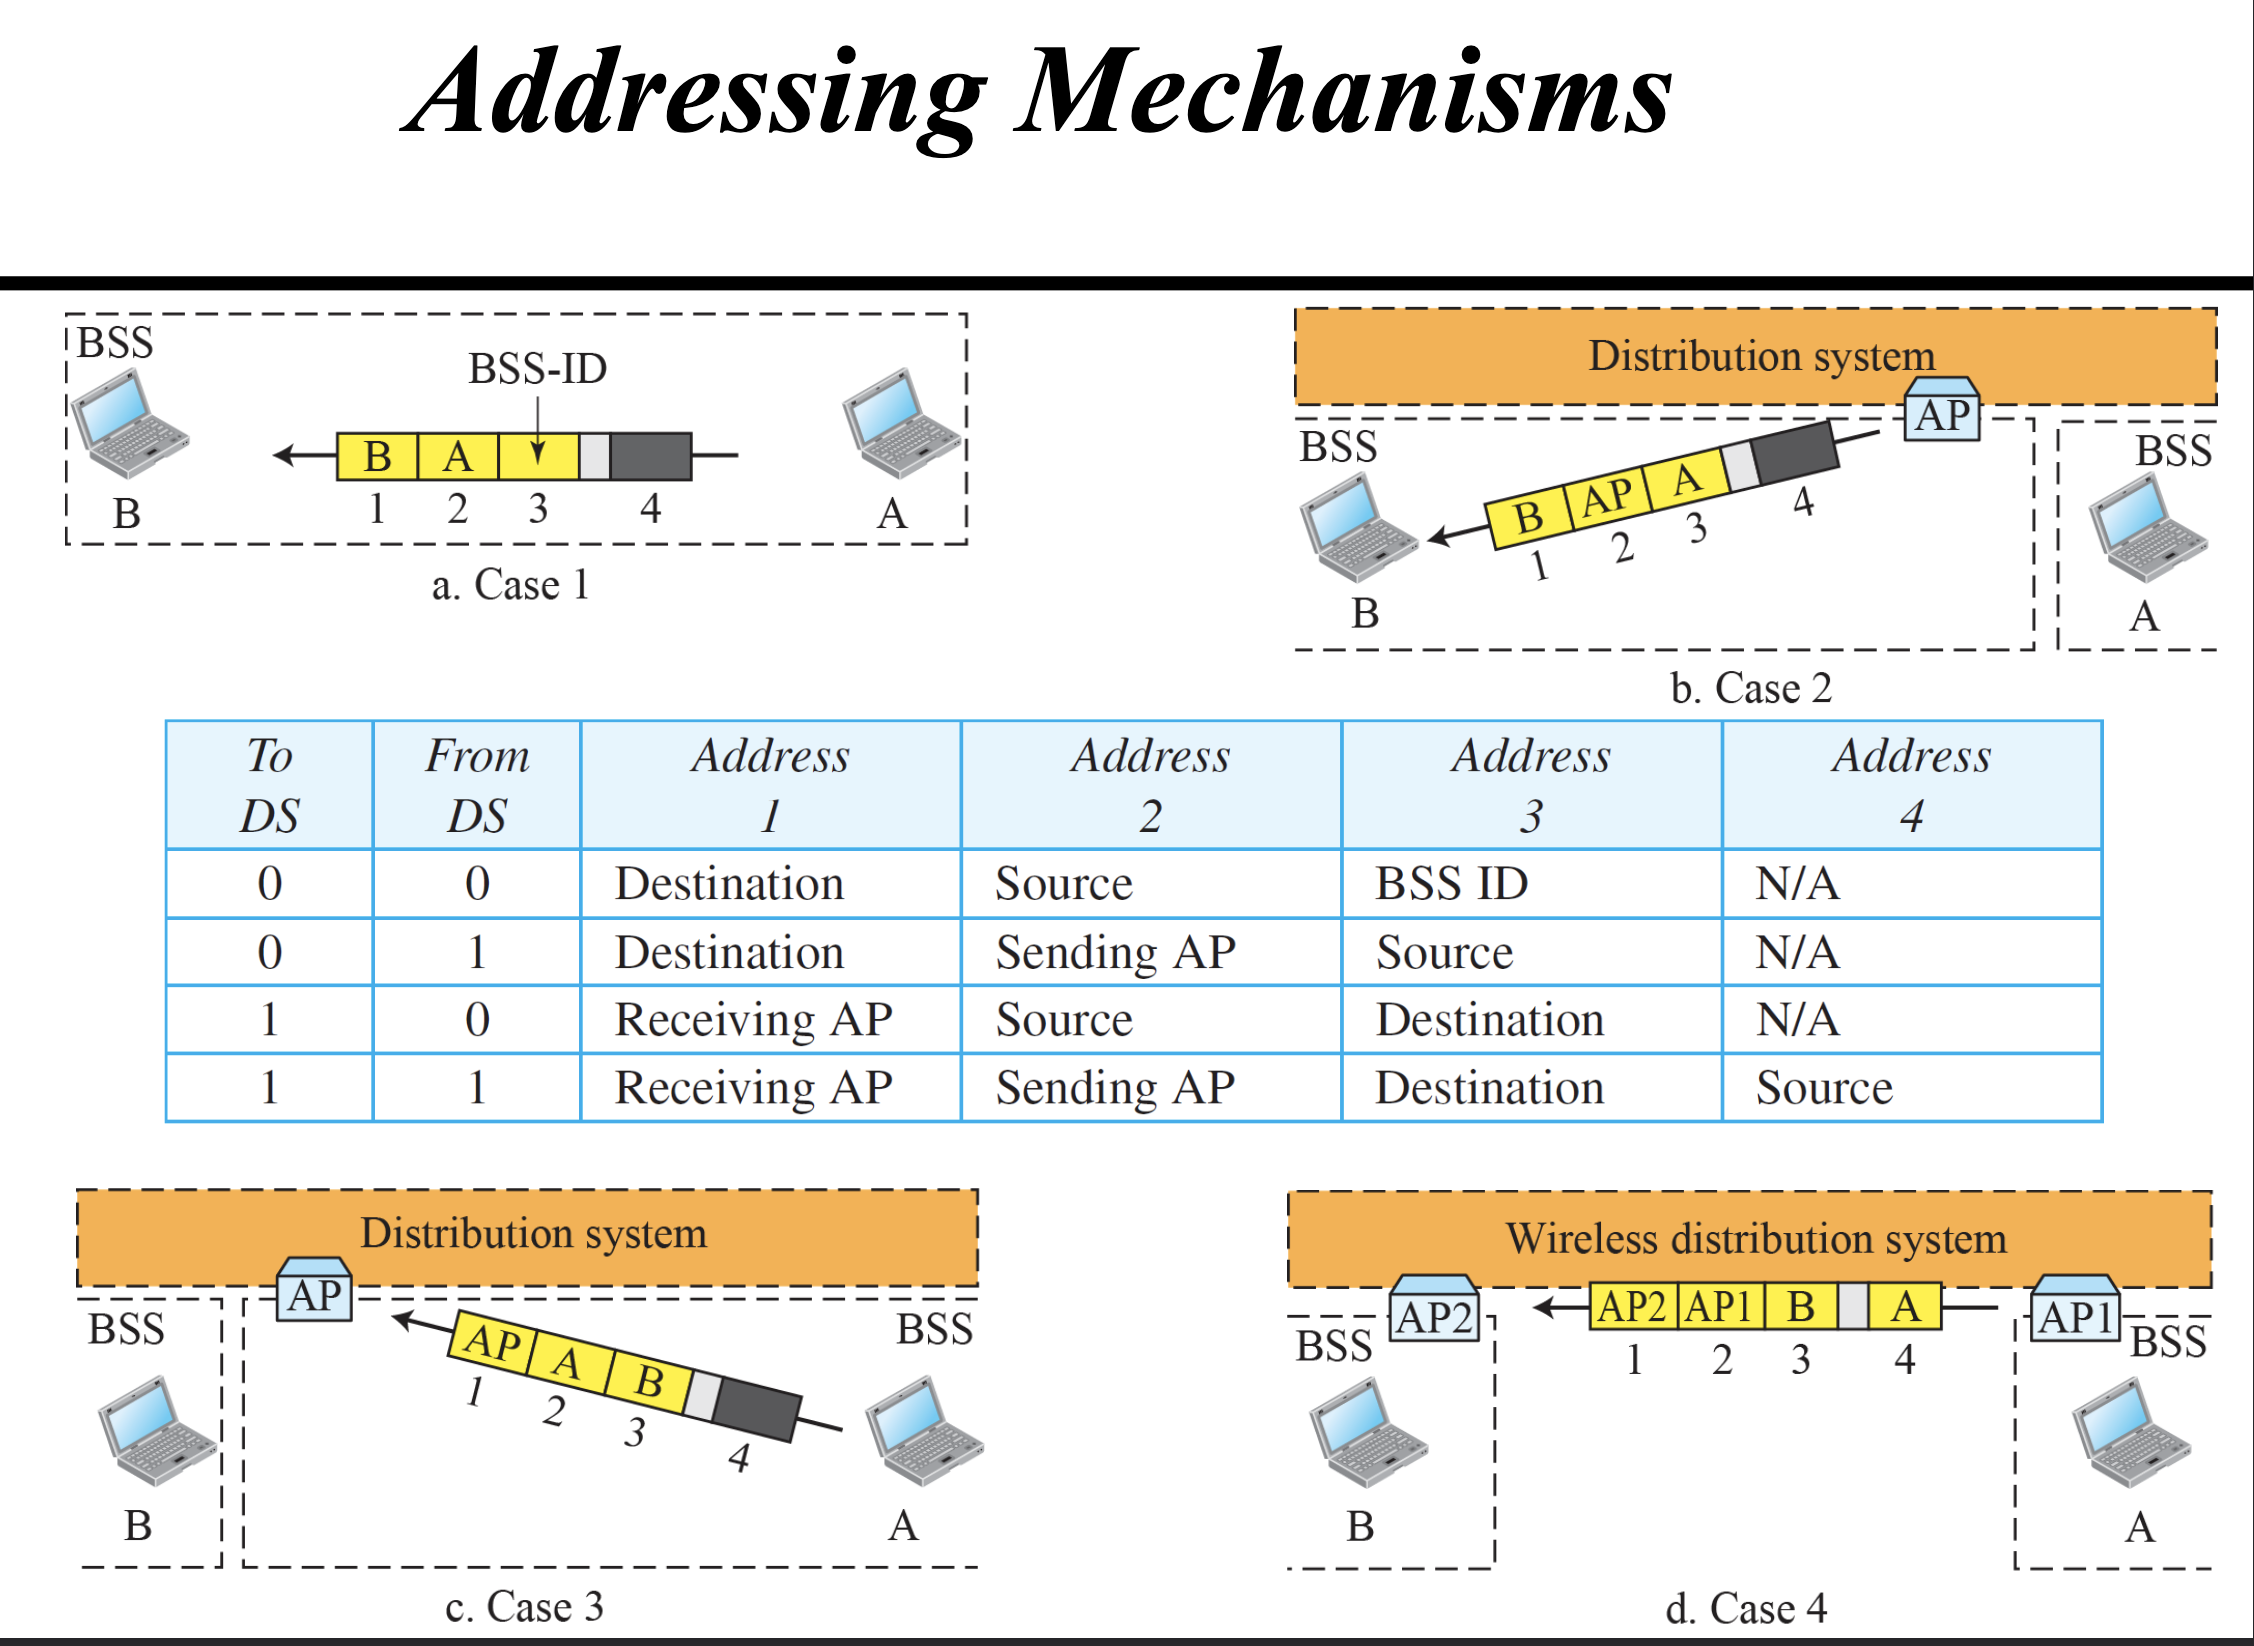 Addressing Mechanisms
BSS
BSS-ID
B A
1 2 3 4
B
A
a. Case 1
Distribution system
AP
BSS
BSS
B AP A
1 2 3 4
B
A
b. Case 2
To DS From DS Address 1 Address 2 Address 3 Address 4
0 0 Destination Source BSS ID N/A
0 1 Destination Sending AP Source N/A
1 0 Receiving AP Source Destination N/A
1 1 Receiving AP Sending AP Destination Source
Distribution system
AP
BSS
BSS
AP A B
1 2 3 4
B
A
c. Case 3
Wireless distribution system
AP2
AP2 AP1 B A
AP1
BSS
1 2 3 4
BSS
B
A
d. Case 4